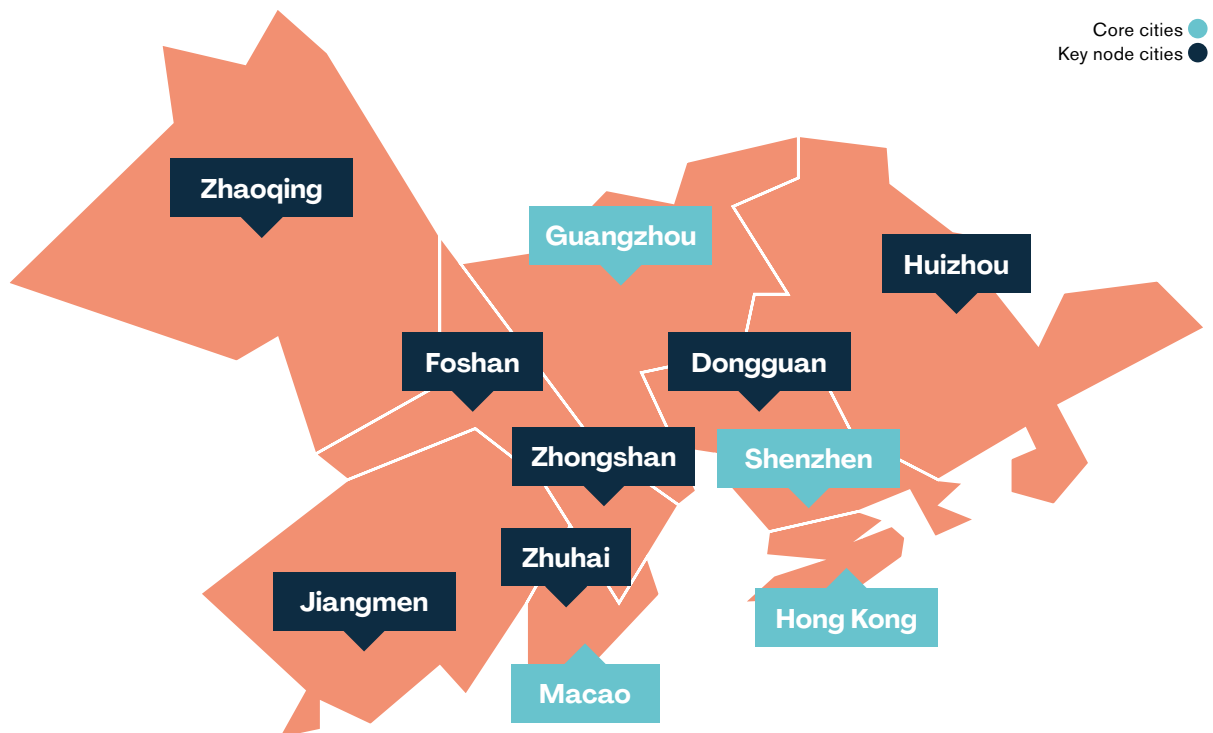 Core cities
Key node cities
Zhaoqing
Guangzhou
Huizhou
Foshan
Dongguan
Zhongshan
Shenzhen
Zhuhai
Jiangmen
Hong Kong
Macao